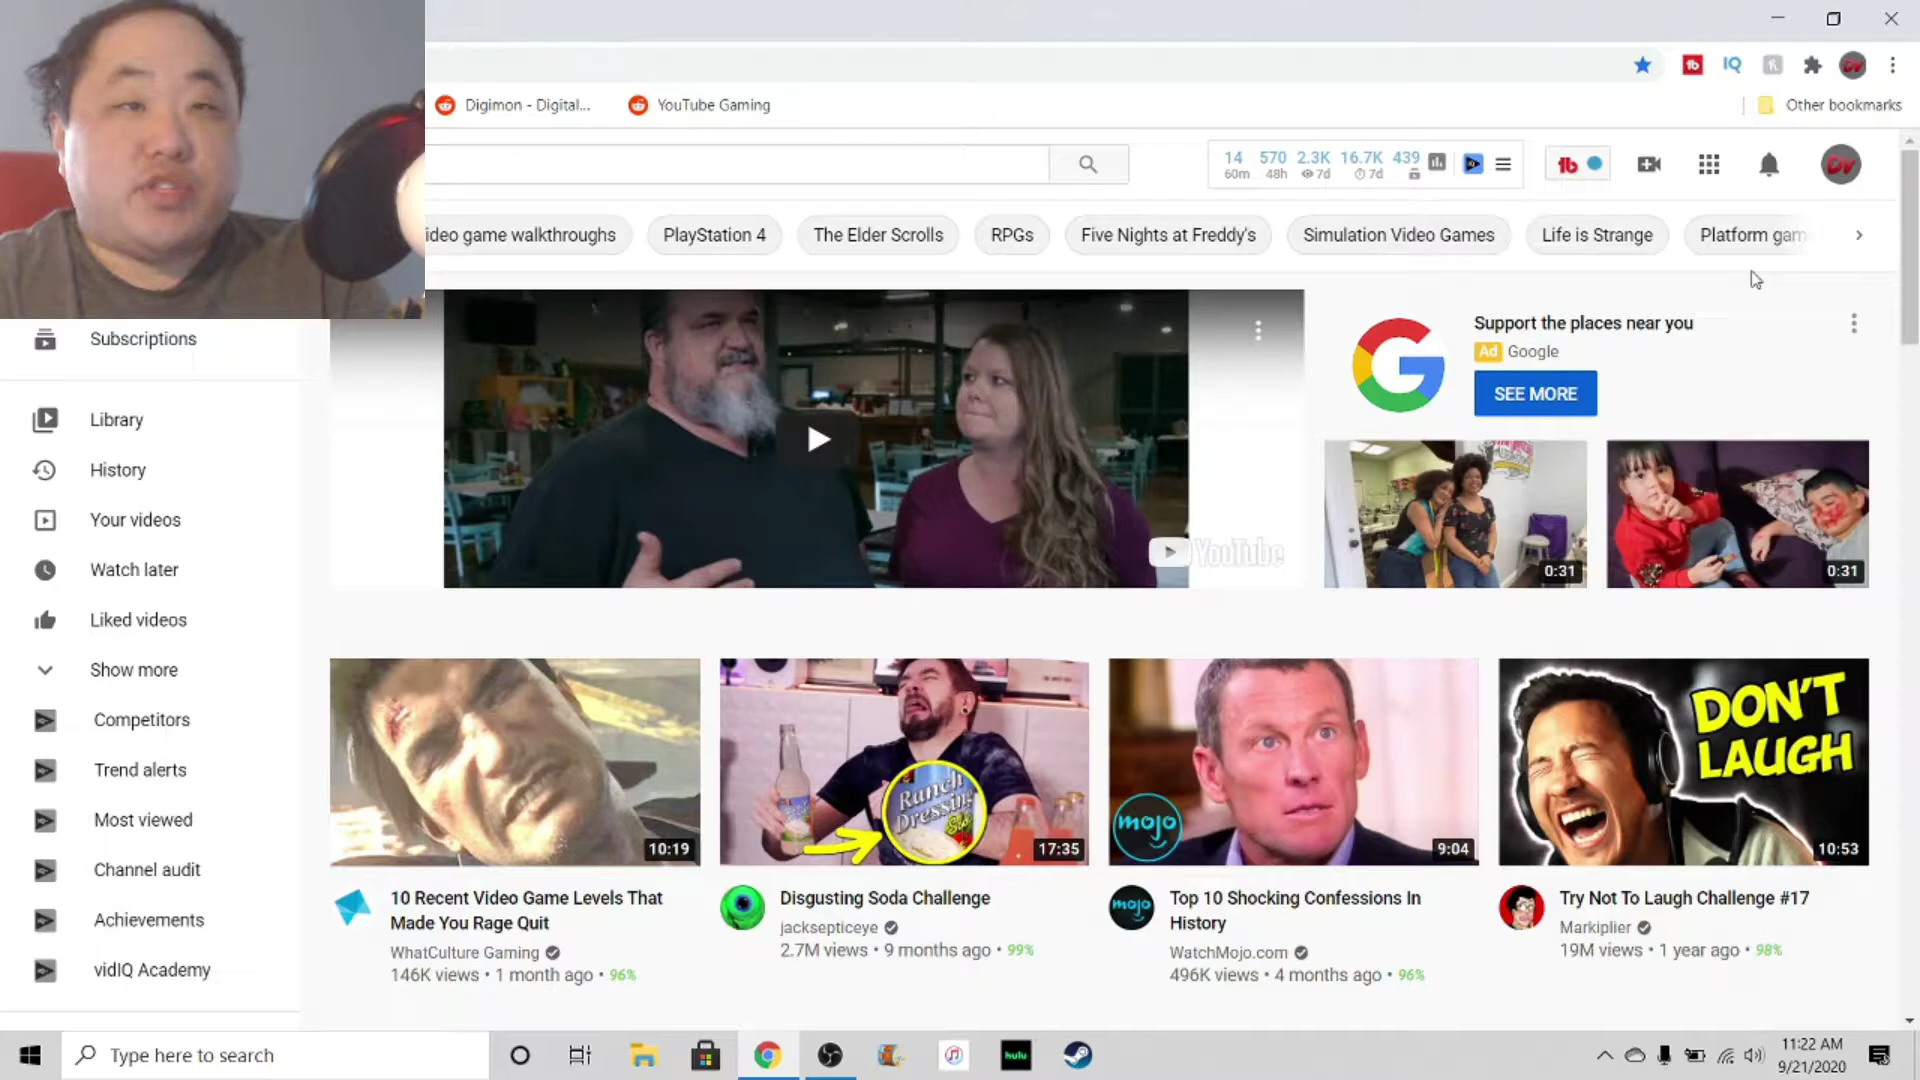 Digimon - Digital...
YouTube Gaming
Other bookmarks
14 570 2.3K 16.7K 439
60m 48h 7d 7d
ideo game walkthroughs
PlayStation 4
The Elder Scrolls
RPGs
Five Nights at Freddy's
Simulation Video Games
Life is Strange
Platform gam
Support the places near you
Ad Google
SEE MORE
YouTube
0:31
0:31
Subscriptions
Library
History
Your videos
Watch later
Liked videos
Show more
Competitors
Trend alerts
Most viewed
Channel audit
Achievements
vidIQ Academy
10:19
Ranch
Dressing
Soda
17:35
mojo
9:04
DON'T
LAUGH
10:53
10 Recent Video Game Levels That
Made You Rage Quit
WhatCulture Gaming
146K views • 1 month ago • 96%
Disgusting Soda Challenge
jacksepticeye
2.7M views • 9 months ago • 99%
mojo
Top 10 Shocking Confessions In
History
WatchMojo.com
496K views • 4 months ago • 96%
Try Not To Laugh Challenge #17
Markiplier
19M views • 1 year ago • 98%
Type here to search
hulu
11:22 AM
9/21/2020